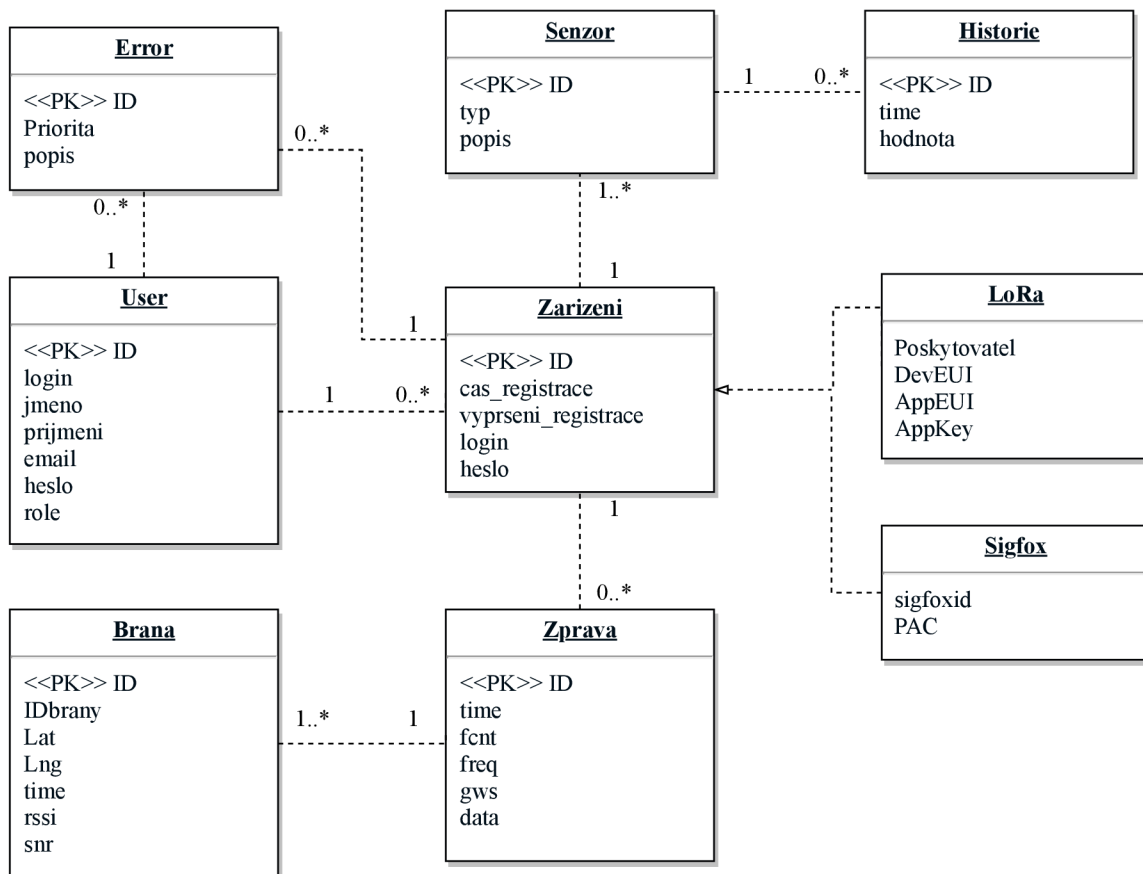 Error
<<PK>> ID
Priorita
popis
Senzor
<<PK>> ID
typ
popis
1
0..*
Historie
<<PK>> ID
time
hodnota
0..*
0..*
1
1..*
1
1
User
<<PK>> ID
login
jmeno
prijmeni
email
heslo
role
1
0..*
Zarizeni
<<PK>> ID
cas_registrace
vyprseni_registrace
login
heslo
LoRa
Poskytovatel
DevEUI
AppEUI
AppKey
1
0..*
Sigfox
sigfoxid
PAC
Brana
<<PK>> ID
IDbrany
Lat
Lng
time
rssi
snr
1..*
1
Zprava
<<PK>> ID
time
fcnt
freq
gws
data